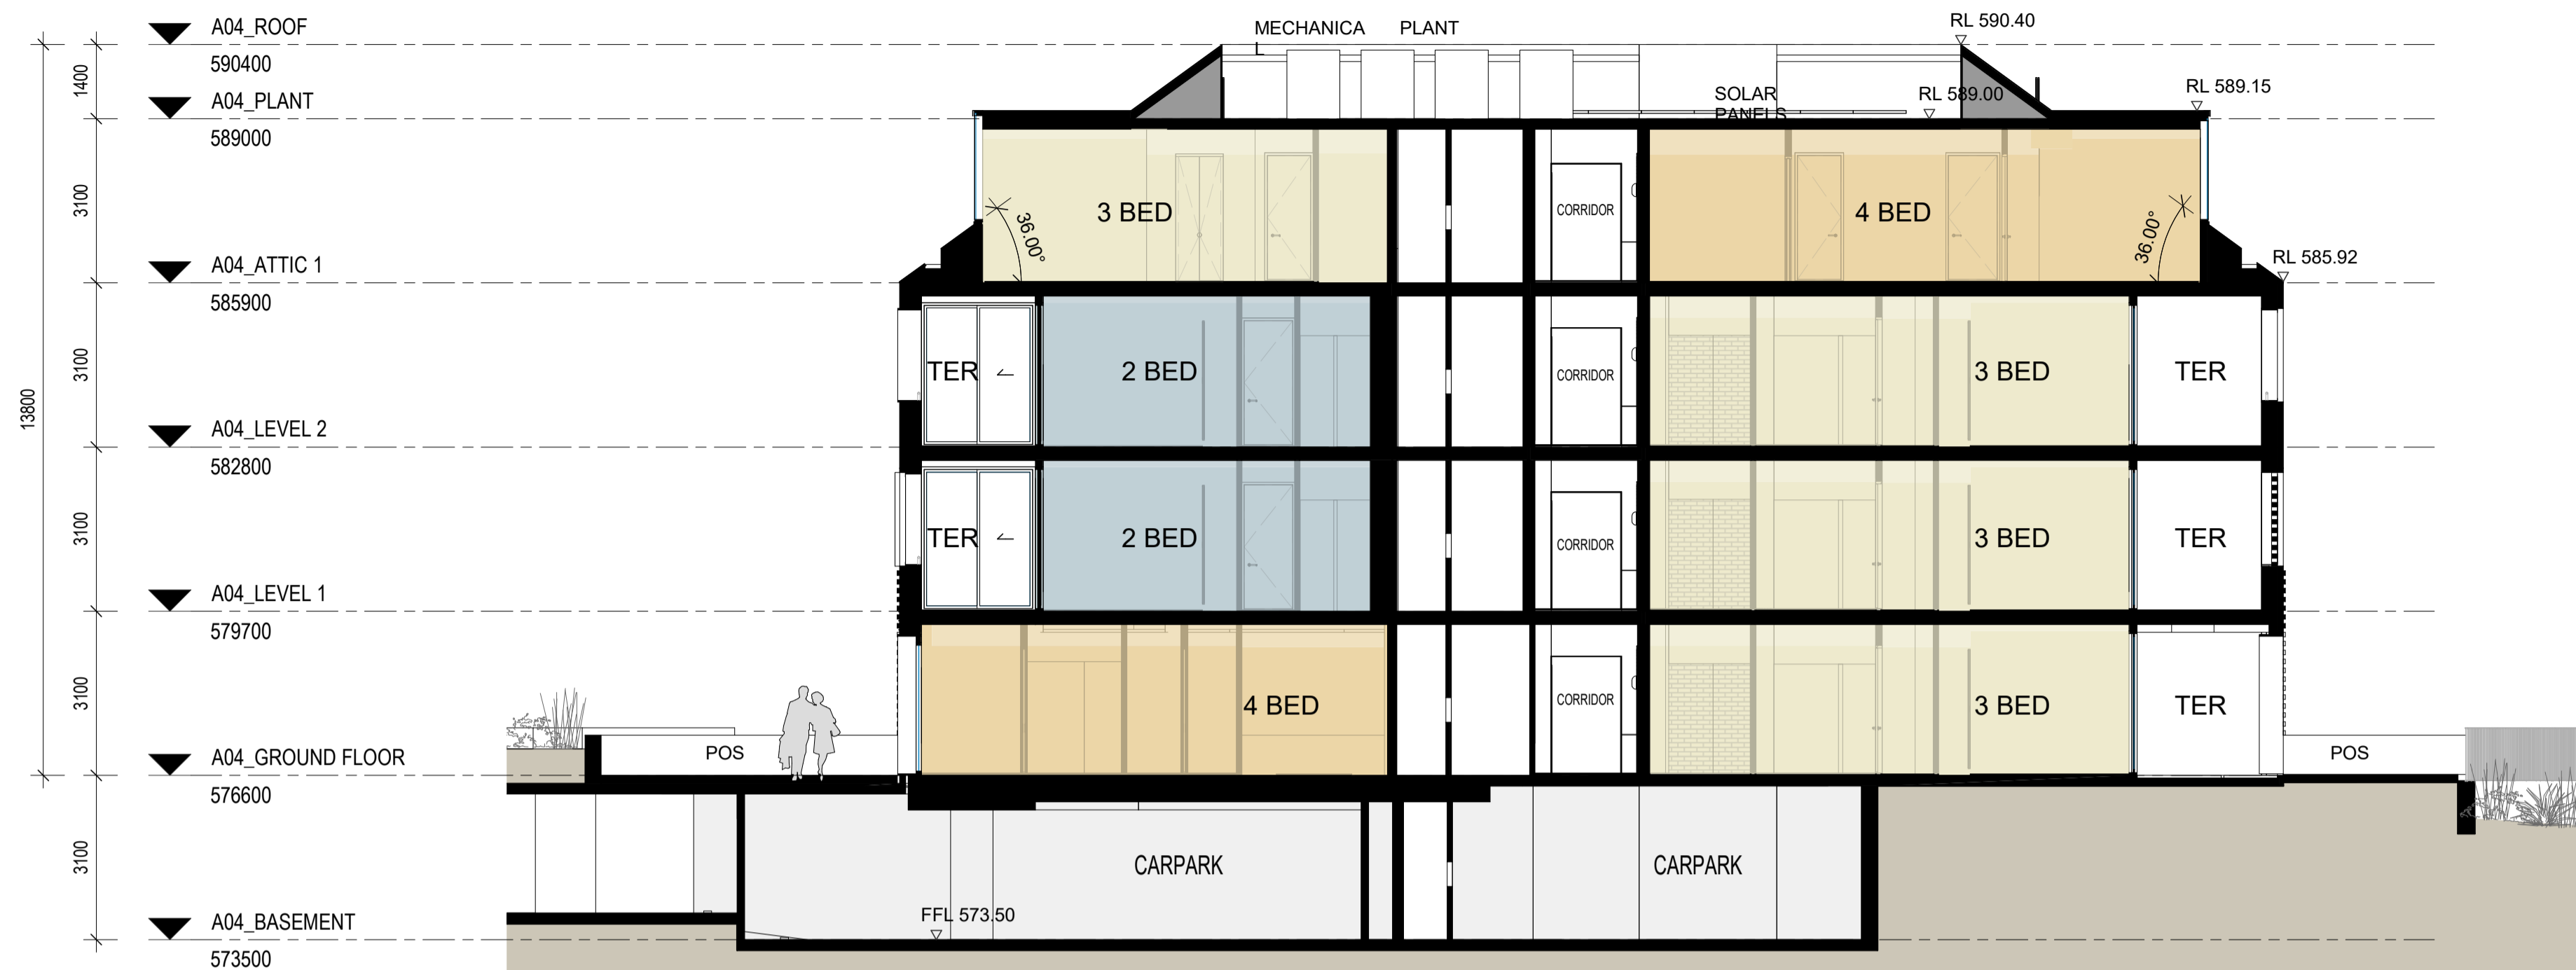 A04_ROOF
590400
MECHANICA PLANT
L
RL 590.40
1400
A04_PLANT
589000
SOLAR
PANELS
RL 589.00
RL 589.15
3100
3 BED
36.00°
CORRIDOR
4 BED
36.00°
A04_ATTIC 1
585900
RL 585.92
13800
3100
TER
2 BED
CORRIDOR
3 BED
TER
A04_LEVEL 2
582800
3100
TER
2 BED
CORRIDOR
3 BED
TER
A04_LEVEL 1
579700
3100
POS
4 BED
CORRIDOR
3 BED
TER
POS
A04_GROUND FLOOR
576600
3100
CARPARK
CARPARK
FFL 573.50
A04_BASEMENT
573500